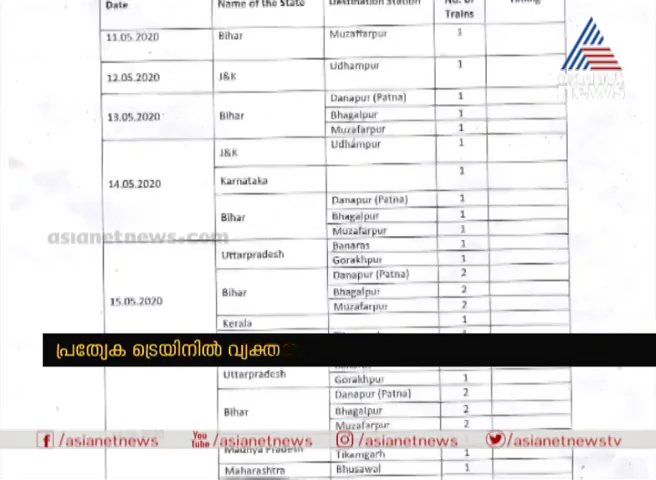 Date Name of the State Destination Station No. of Trains Timing
11.05.2020 Bihar Muzaffarpur 1
12.05.2020 J&K Udhampur 1
13.05.2020 Bihar Danapur (Patna) 1
Bhagalpur 1
Muzafarpur 1
14.05.2020 J&K Udhampur 1
Karnataka 1
Bihar Danapur (Patna) 1
Bhagalpur 1
Muzafarpur 1
15.05.2020 Uttarpradesh Banaras 1
Gorakhpur 1
Bihar Danapur (Patna) 2
Bhagalpur 2
Muzafarpur 2
Kerala 1
പ്രത്യേക ട്രെയിനിൽ വ്യക്ത
Uttarpradesh Gorakhpur 1
Bihar Danapur (Patna) 2
Bhagalpur 2
Muzafarpur 2
Madhya Pradesh Tikamgarh 1
Maharashtra Bhusawal 1
asianetnews.com
asianet
NEWS
/asianetnews You Tube /asianetnews /asianetnews /asianetnewstv